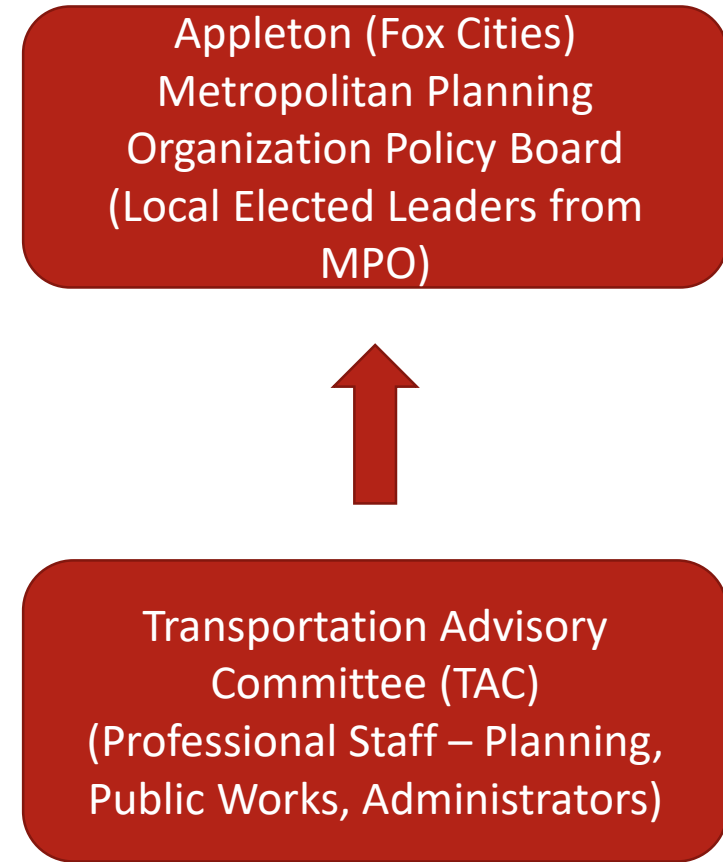 Appleton (Fox Cities)
Metropolitan Planning
Organization Policy Board
(Local Elected Leaders from
MPO)
Transportation Advisory
Committee (TAC)
(Professional Staff – Planning,
Public Works, Administrators)